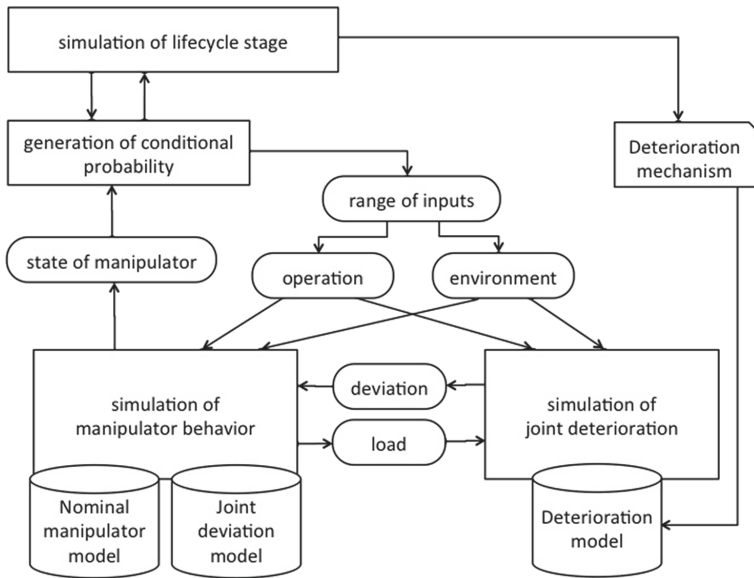 simulation of lifecycle stage
generation of conditional
probability
Deterioration
mechanism
range of inputs
state of manipulator
operation
environment
simulation of
manipulator behavior
deviation
load
simulation of
joint deterioration
Nominal
manipulator
model
Joint
deviation
model
Deterioration
model